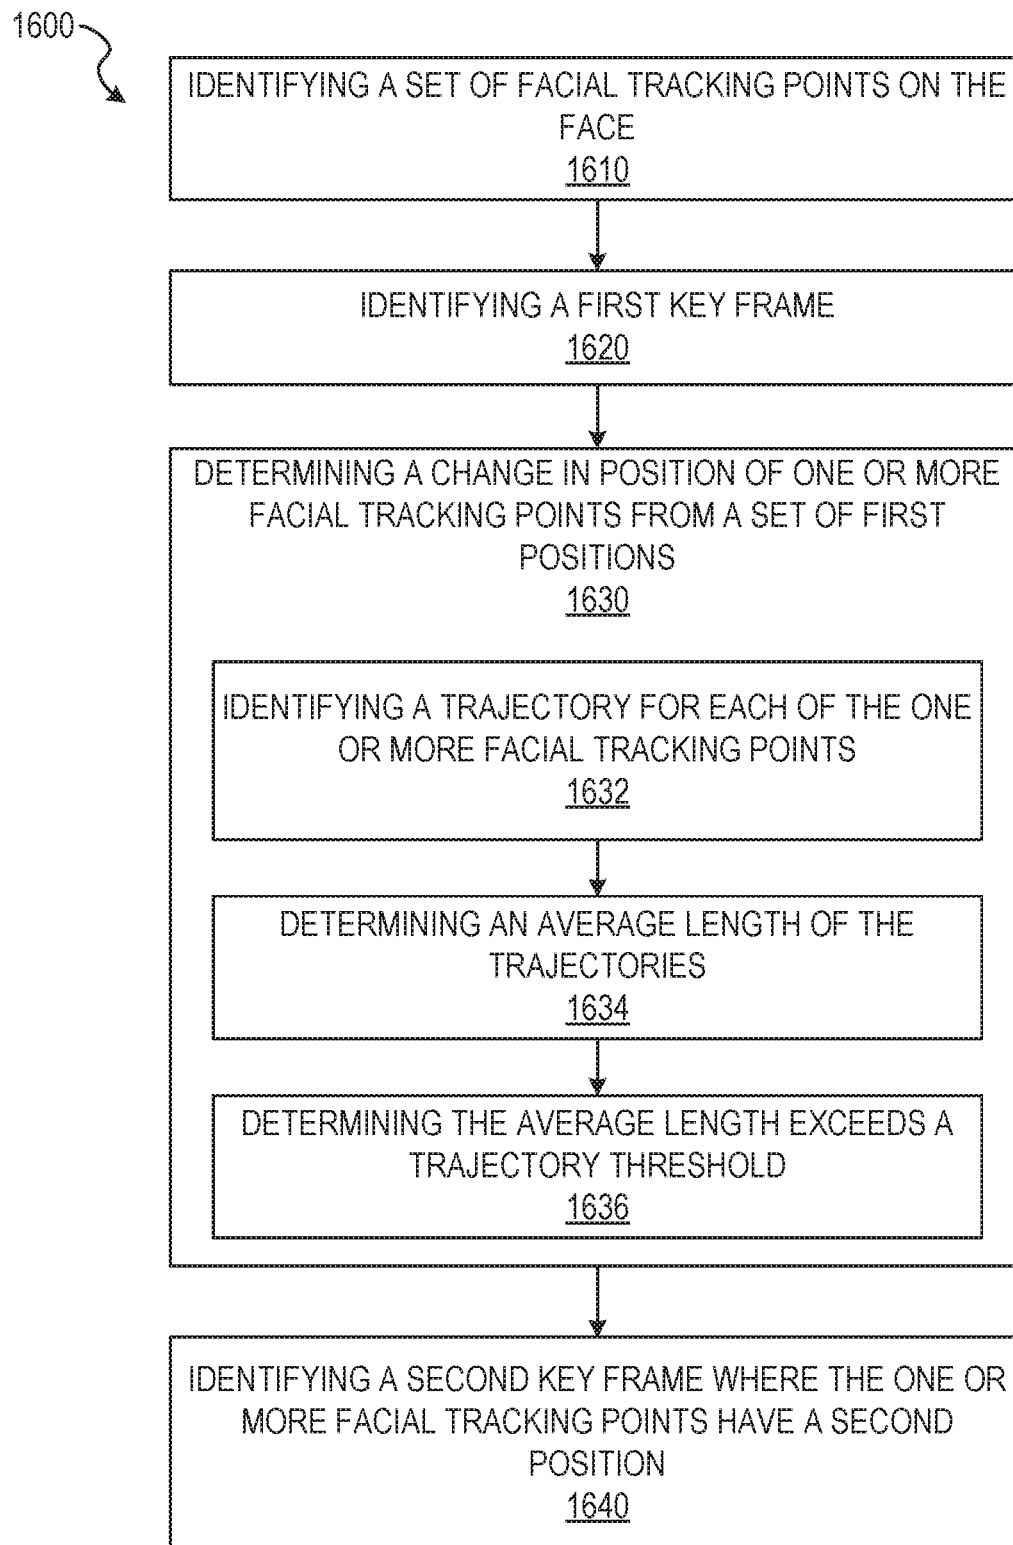 1600
IDENTIFYING A SET OF FACIAL TRACKING POINTS ON THE
FACE
1610
IDENTIFYING A FIRST KEY FRAME
1620
DETERMINING A CHANGE IN POSITION OF ONE OR MORE
FACIAL TRACKING POINTS FROM A SET OF FIRST
POSITIONS
1630
IDENTIFYING A TRAJECTORY FOR EACH OF THE ONE
OR MORE FACIAL TRACKING POINTS
1632
DETERMINING AN AVERAGE LENGTH OF THE
TRAJECTORIES
1634
DETERMINING THE AVERAGE LENGTH EXCEEDS A
TRAJECTORY THRESHOLD
1636
IDENTIFYING A SECOND KEY FRAME WHERE THE ONE OR
MORE FACIAL TRACKING POINTS HAVE A SECOND
POSITION
1640